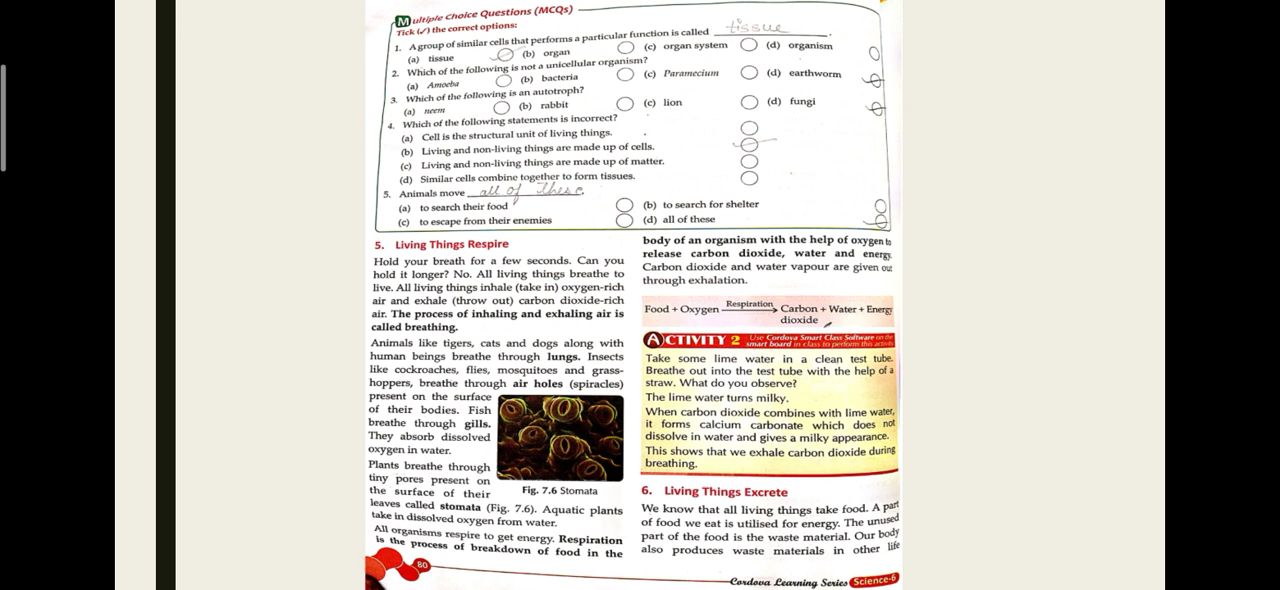 Multiple Choice Questions (MCQs)
Tick (✓) the correct options:
1. A group of similar cells that performs a particular function is called tissue.
(a) tissue (b) organ (c) organ system (d) organism
2. Which of the following is not a unicellular organism?
(a) Amoeba (b) bacteria (c) Paramecium (d) earthworm
3. Which of the following is an autotroph?
(a) neem (b) rabbit (c) lion (d) fungi
4. Which of the following statements is incorrect?
(a) Cell is the structural unit of living things.
(b) Living and non-living things are made up of cells.
(c) Living and non-living things are made up of matter.
(d) Similar cells combine together to form tissues.
5. Animals move all of these.
(a) to search their food (b) to search for shelter
(c) to escape from their enemies (d) all of these
5. Living Things Respire
Hold your breath for a few seconds. Can you
hold it longer? No. All living things breathe to
live. All living things inhale (take in) oxygen-rich
air and exhale (throw out) carbon dioxide-rich
air. The process of inhaling and exhaling air is
called breathing.
Animals like tigers, cats and dogs along with
human beings breathe through lungs. Insects
like cockroaches, flies, mosquitoes and grass-
hoppers, breathe through air holes (spiracles)
present on the surface
of their bodies. Fish
breathe through gills.
They absorb dissolved
oxygen in water.
Plants breathe through
tiny pores present on
the surface of their
leaves called stomata (Fig. 7.6). Aquatic plants
take in dissolved oxygen from water.
All organisms respire to get energy. Respiration
is the process of breakdown of food in the
Fig. 7.6 Stomata
body of an organism with the help of oxygen to
release carbon dioxide, water and energy.
Carbon dioxide and water vapour are given out
through exhalation.
Food + Oxygen Respiration Carbon + Water + Energy
dioxide
ACTIVITY 2 Use Cordova Smart Class Software on the
smart board in class to perform this activity
Take some lime water in a clean test tube.
Breathe out into the test tube with the help of a
straw. What do you observe?
The lime water turns milky.
When carbon dioxide combines with lime water,
it forms calcium carbonate which does not
dissolve in water and gives a milky appearance.
This shows that we exhale carbon dioxide during
breathing.
6. Living Things Excrete
We know that all living things take food. A part
of food we eat is utilised for energy. The unused
part of the food is the waste material. Our body
also produces waste materials in other life
80
Cordova Learning Series Science-6